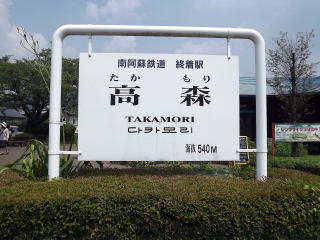 南阿蘇鉄道 終着駅
たか もり
高 森
TAKAMORI
다카모리
海抜 540M